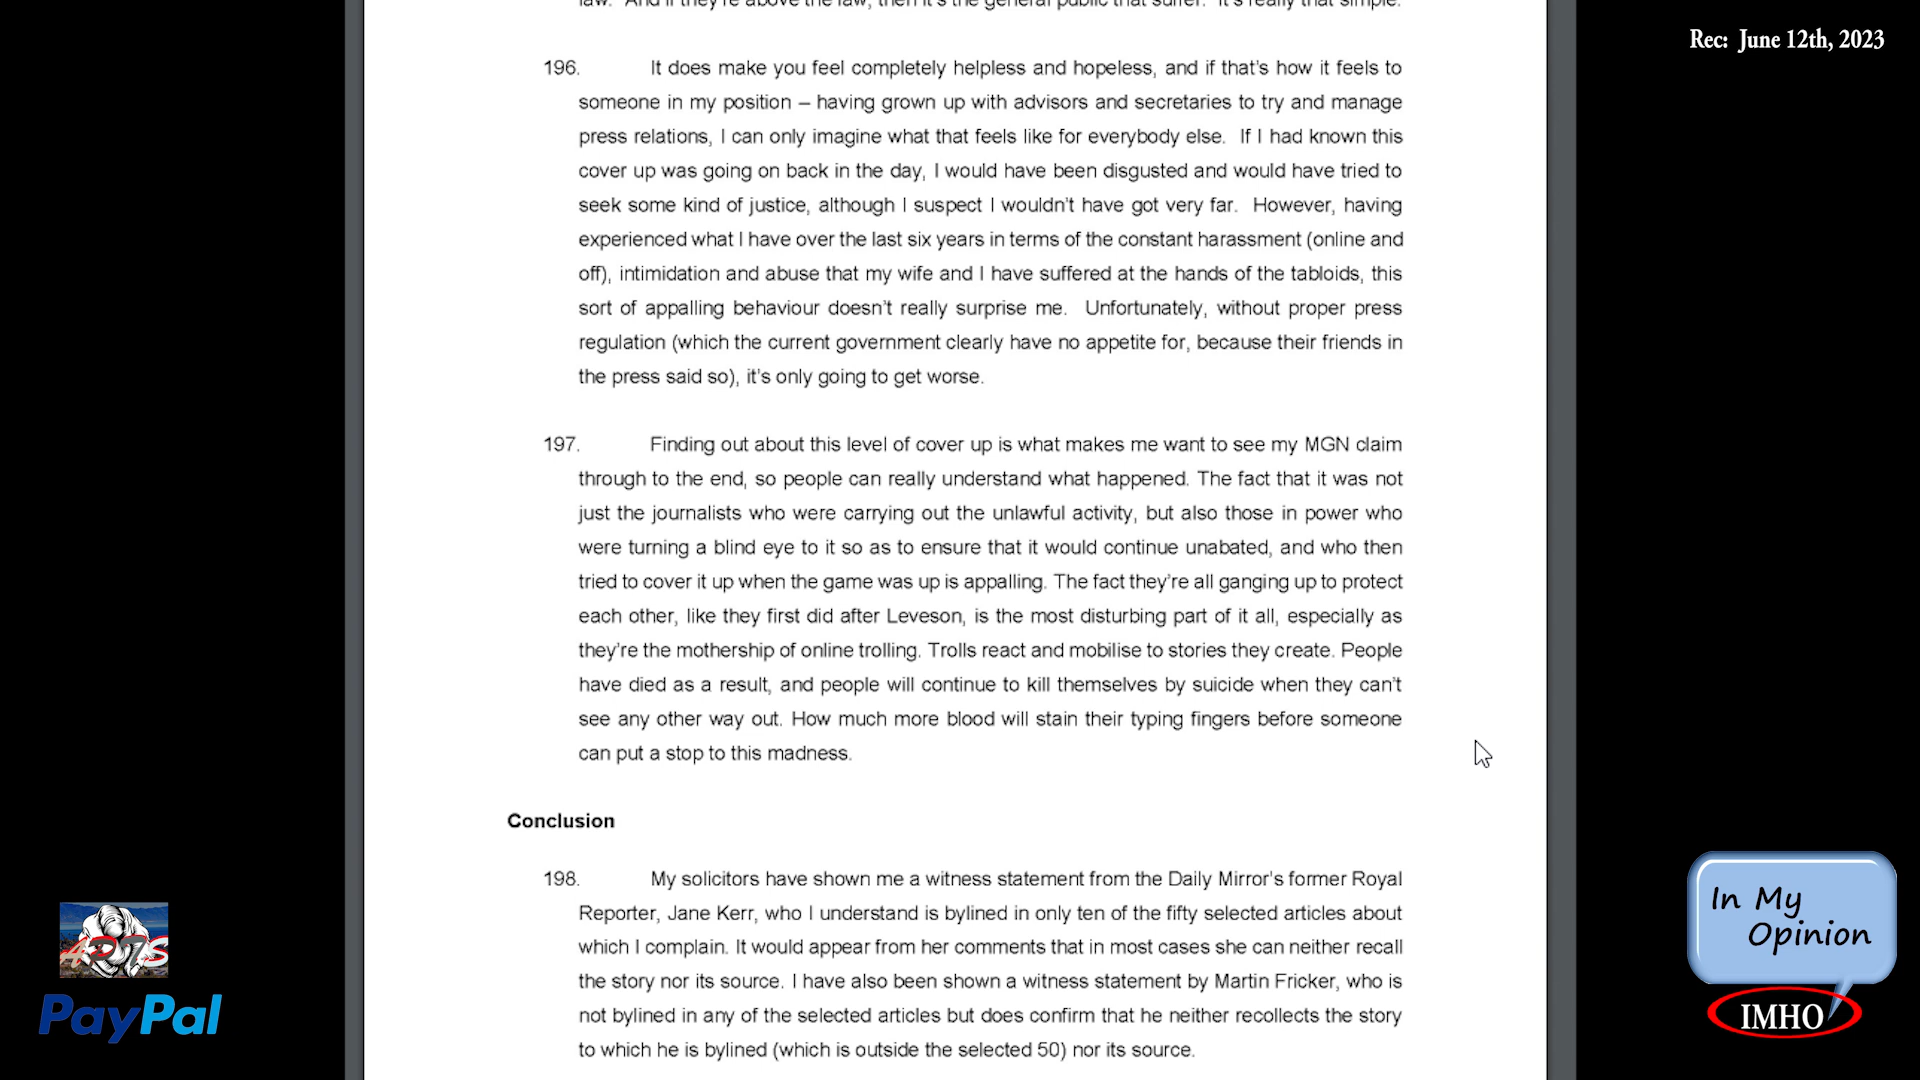 law. And if they're above the law, then it's the general public that suffer. It's really that simple.
Rec: June 12th, 2023
196. It does make you feel completely helpless and hopeless, and if that's how it feels to
someone in my position – having grown up with advisors and secretaries to try and manage
press relations, I can only imagine what that feels like for everybody else. If I had known this
cover up was going on back in the day, I would have been disgusted and would have tried to
seek some kind of justice, although I suspect I wouldn't have got very far. However, having
experienced what I have over the last six years in terms of the constant harassment (online and
off), intimidation and abuse that my wife and I have suffered at the hands of the tabloids, this
sort of appalling behaviour doesn't really surprise me. Unfortunately, without proper press
regulation (which the current government clearly have no appetite for, because their friends in
the press said so), it's only going to get worse.
197. Finding out about this level of cover up is what makes me want to see my MGN claim
through to the end, so people can really understand what happened. The fact that it was not
just the journalists who were carrying out the unlawful activity, but also those in power who
were turning a blind eye to it so as to ensure that it would continue unabated, and who then
tried to cover it up when the game was up is appalling. The fact they're all ganging up to protect
each other, like they first did after Leveson, is the most disturbing part of it all, especially as
they're the mothership of online trolling. Trolls react and mobilise to stories they create. People
have died as a result, and people will continue to kill themselves by suicide when they can't
see any other way out. How much more blood will stain their typing fingers before someone
can put a stop to this madness.
Conclusion
198. My solicitors have shown me a witness statement from the Daily Mirror's former Royal
Reporter, Jane Kerr, who I understand is bylined in only ten of the fifty selected articles about
which I complain. It would appear from her comments that in most cases she can neither recall
the story nor its source. I have also been shown a witness statement by Martin Fricker, who is
not bylined in any of the selected articles but does confirm that he neither recollects the story
to which he is bylined (which is outside the selected 50) nor its source.
PayPal
In My
Opinion
IMHO